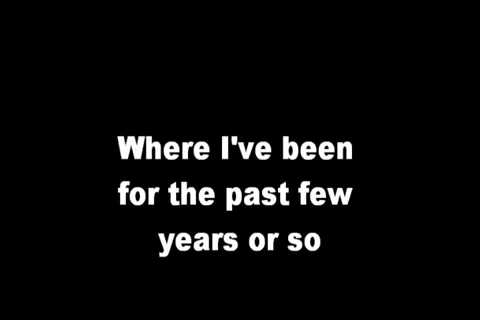 Where I've been
for the past few
years or so